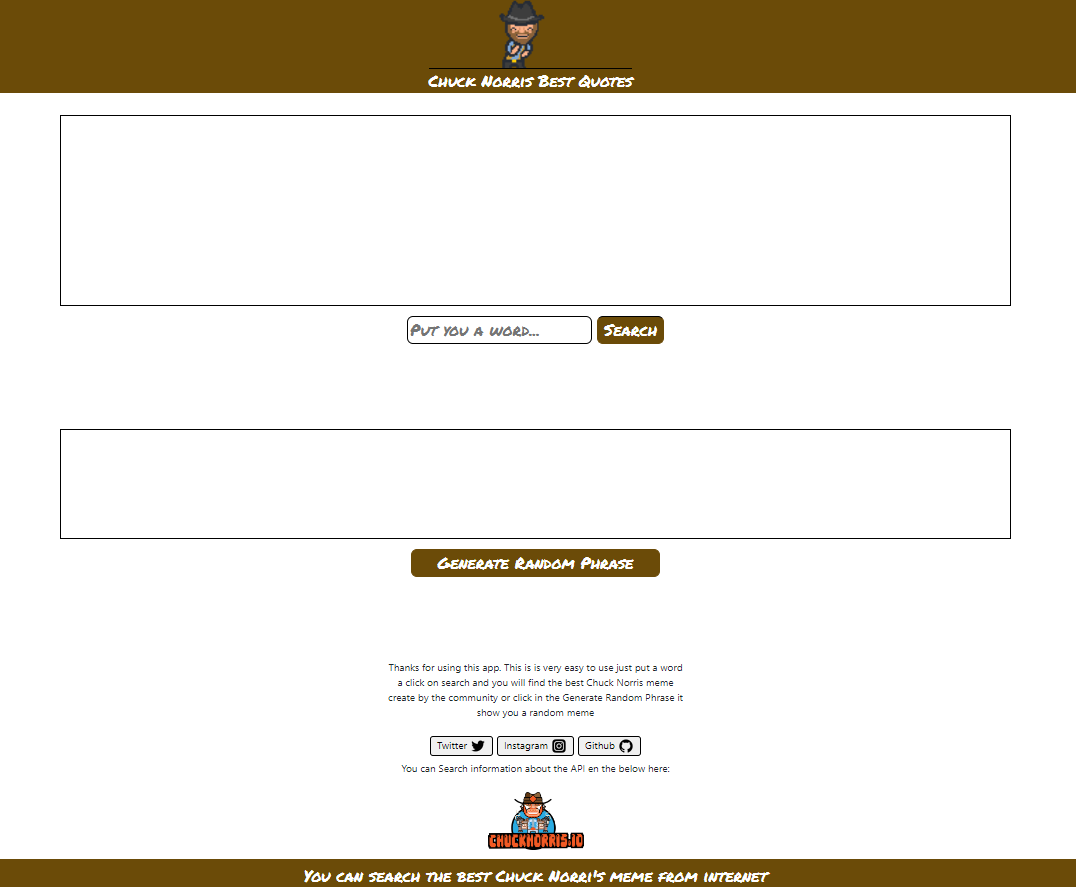 Chuck Norris Best Quotes
Put you a word...
Search
Generate Random Phrase
Thanks for using this app. This is is very easy to use just put a word
a click on search and you will find the best Chuck Norris meme
create by the community or click in the Generate Random Phrase it
show you a random meme
Twitter
Instagram
Github
You can Search information about the API en the below here:
CHUCKNORRIS.IO
You can search the best Chuck Norri's meme from internet